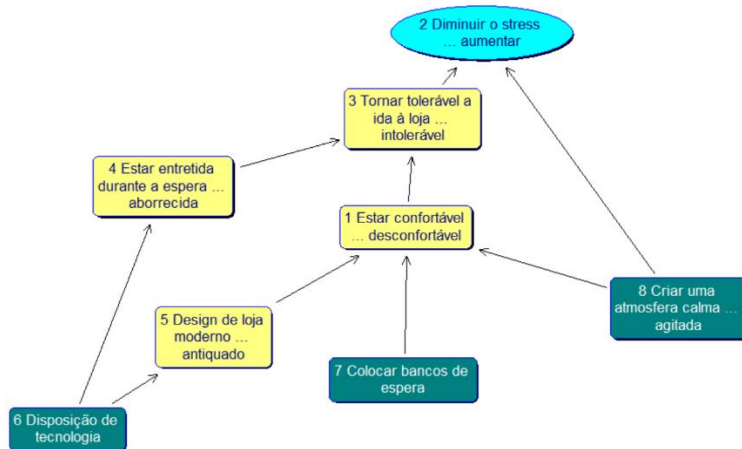 2 Diminuir o stress
... aumentar
3 Tornar tolerável a
ida à loja ...
intolerável
4 Estar entretida
durante a espera ...
aborrecida
1 Estar confortável
... desconfortável
8 Criar uma
atmosfera calma ...
agitada
5 Design de loja
moderno ...
antiquado
7 Colocar bancos de
espera
6 Disposição de
tecnologia